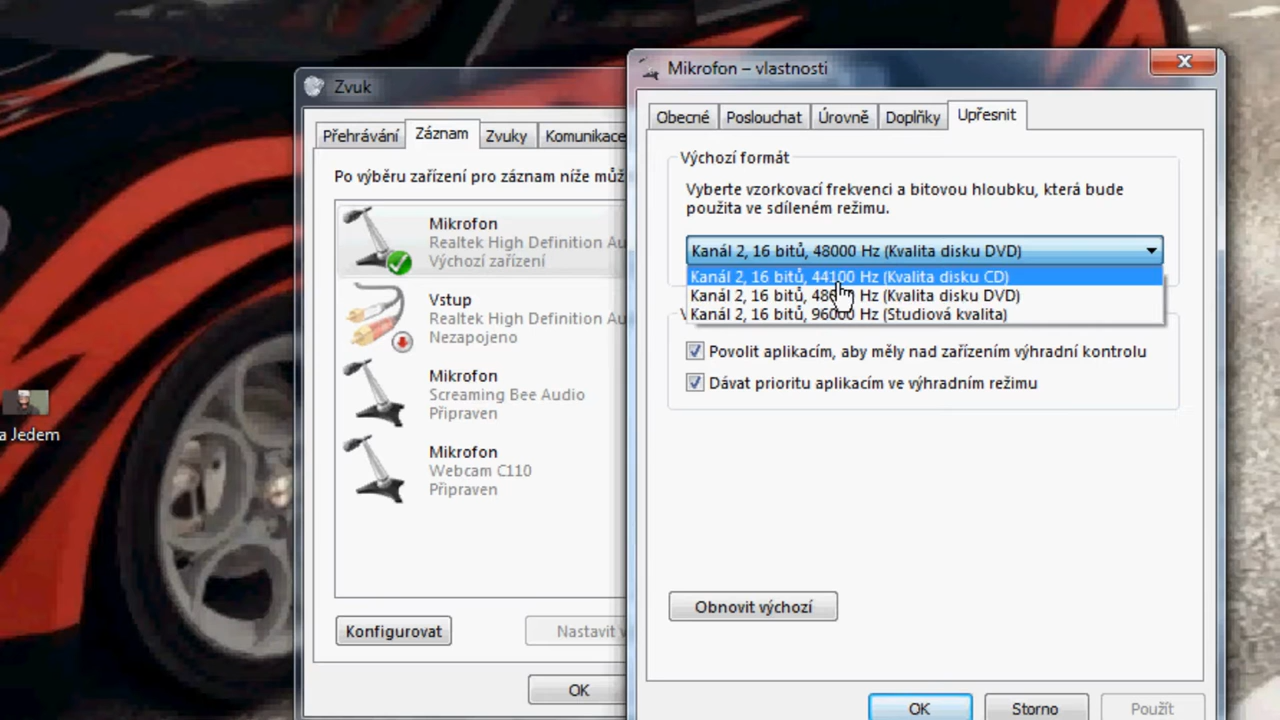 Zvuk
Přehrávání
Záznam
Zvuky
Komunikace
Po výběru zařízení pro záznam níže můž
Mikrofon
Realtek High Definition Au
Výchozí zařízení
Vstup
Realtek High Definition Au
Nezapojeno
Mikrofon
Screaming Bee Audio
Připraven
Mikrofon
Webcam C110
Připraven
Konfigurovat
Nastavit v
OK
a Jedem
Mikrofon – vlastnosti
Obecné
Poslouchat
Úrovně
Doplňky
Upřesnit
Výchozí formát
Vyberte vzorkovací frekvenci a bitovou hloubku, která bude
použita ve sdíleném režimu.
Kanál 2, 16 bitů, 48000 Hz (Kvalita disku DVD)
Kanál 2, 16 bitů, 44100 Hz (Kvalita disku CD)
Kanál 2, 16 bitů, 48000 Hz (Kvalita disku DVD)
Kanál 2, 16 bitů, 96000 Hz (Studiová kvalita)
Povolit aplikacím, aby měly nad zařízením výhradní kontrolu
Dávat prioritu aplikacím ve výhradním režimu
Obnovit výchozí
OK
Storno
Použít